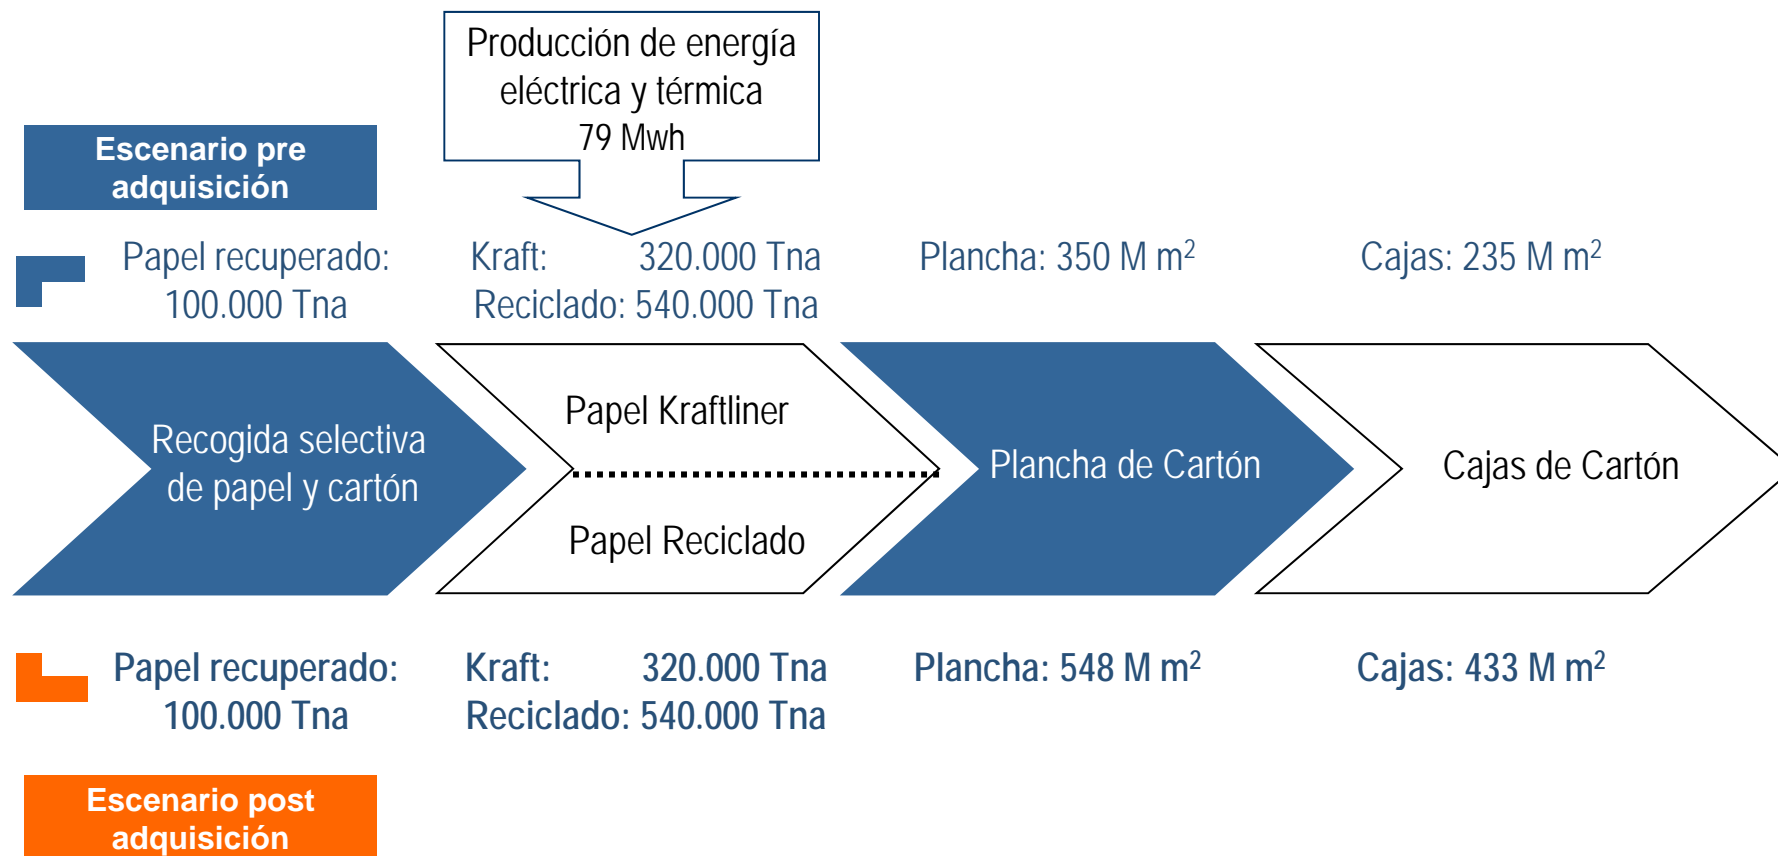 Producción de energía
eléctrica y térmica
79 Mwh
Escenario pre
adquisición
Papel recuperado:
100.000 Tna
Kraft: 320.000 Tna
Reciclado: 540.000 Tna
Plancha: 350 M m²
Cajas: 235 M m²
Recogida selectiva
de papel y cartón
Papel Kraftliner
Papel Reciclado
Plancha de Cartón
Cajas de Cartón
Papel recuperado:
100.000 Tna
Kraft: 320.000 Tna
Reciclado: 540.000 Tna
Plancha: 548 M m²
Cajas: 433 M m²
Escenario post
adquisición